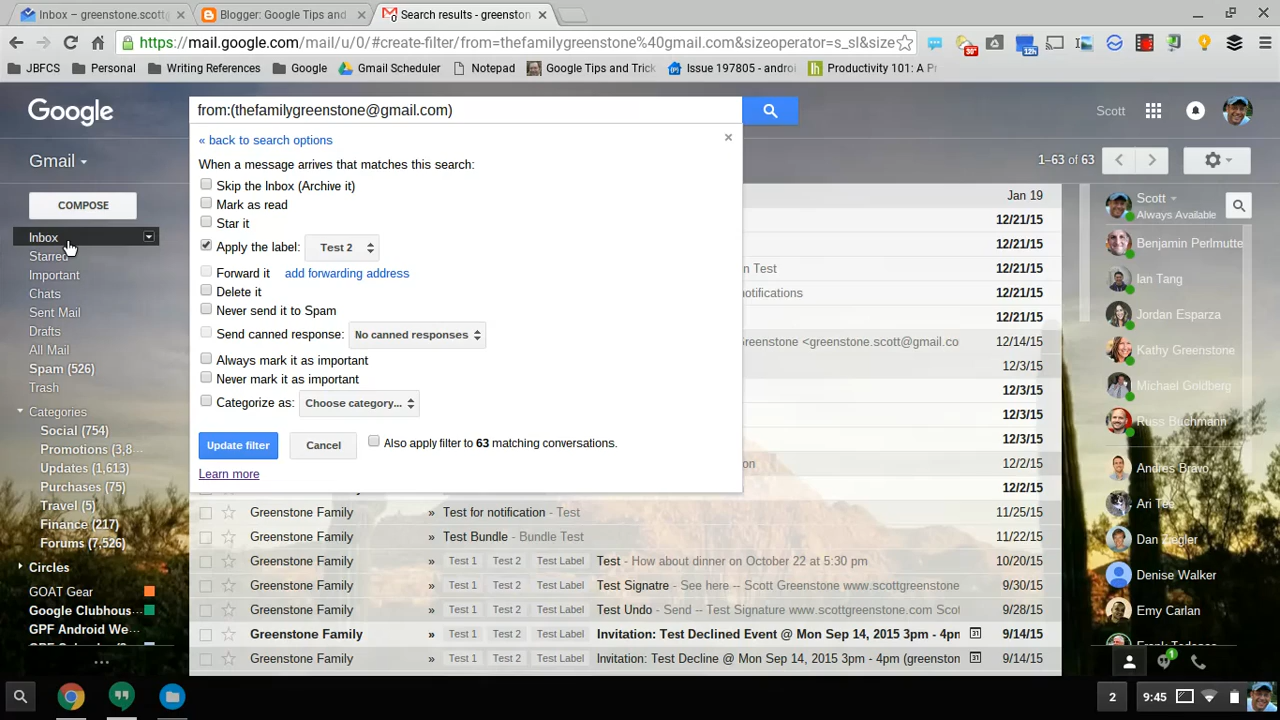 Inbox – greenstone.scott@
Blogger: Google Tips and
Search results - greenston
https://mail.google.com/mail/u/0/#create-filter/from=thefamilygreenstone%40gmail.com&sizeoperator=s_sl&size
JBFCS
Personal
Writing References
Google
Gmail Scheduler
Notepad
Google Tips and Trick
Issue 197805 - androi
Productivity 101: A Pr
Google
from:(thefamilygreenstone@gmail.com)
Scott
Gmail
1–63 of 63
COMPOSE
Inbox
Starred
Important
Chats
Sent Mail
Drafts
All Mail
Spam (526)
Trash
Categories
Social (754)
Promotions (3,8...
Updates (1,613)
Purchases (75)
Travel (5)
Finance (217)
Forums (7,526)
Circles
GOAT Gear
Google Clubhous...
GPF Android We...
« back to search options
When a message arrives that matches this search:
Skip the Inbox (Archive it)
Mark as read
Star it
Apply the label: Test 2
Forward it add forwarding address
Delete it
Never send it to Spam
Send canned response: No canned responses
Always mark it as important
Never mark it as important
Categorize as: Choose category...
Update filter Cancel Also apply filter to 63 matching conversations.
Learn more
Jan 19
12/21/15
12/21/15
n Test 12/21/15
notifications 12/21/15
12/21/15
Greenstone <greenstone.scott@gmail.co 12/14/15
12/3/15
12/3/15
12/3/15
12/3/15
on 12/2/15
12/2/15
Greenstone Family » Test for notification - Test 11/25/15
Greenstone Family » Test Bundle - Bundle Test 11/22/15
Greenstone Family » Test 1 Test 2 Test Label Test - How about dinner on October 22 at 5:30 pm 10/20/15
Greenstone Family » Test 1 Test 2 Test Label Test Signatre - See here -- Scott Greenstone www.scottgreenstone 9/30/15
Greenstone Family » Test 1 Test 2 Test Label Test Undo - Send -- Test Signature www.scottgreenstone.com Scot 9/28/15
Greenstone Family » Test 1 Test 2 Test Label Invitation: Test Declined Event @ Mon Sep 14, 2015 3pm - 4pm 9/14/15
Greenstone Family » Test 1 Test 2 Test Label Invitation: Test Decline @ Mon Sep 14, 2015 3pm - 4pm (greenston 9/14/15
Scott
Always Available
Benjamin Perlmutte
Ian Tang
Jordan Esparza
Kathy Greenstone
Michael Goldberg
Russ Buchmann
Andres Bravo
Ari Tee
Dan Ziegler
Denise Walker
Emy Carlan
1
2
9:45